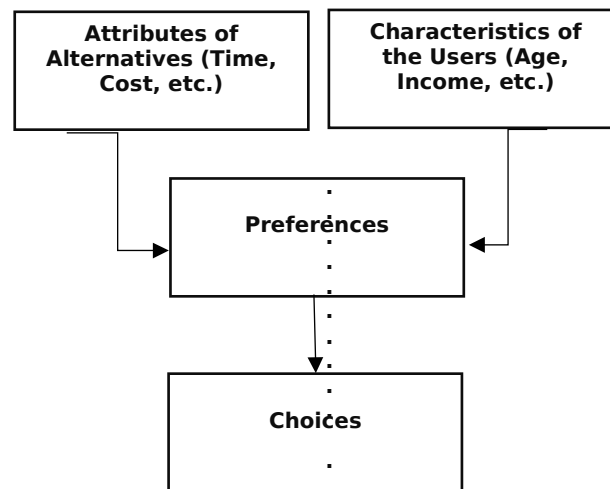 Attributes of
Alternatives (Time,
Cost, etc.)
Characteristics of
the Users (Age,
Income, etc.)
Preferences
Choices